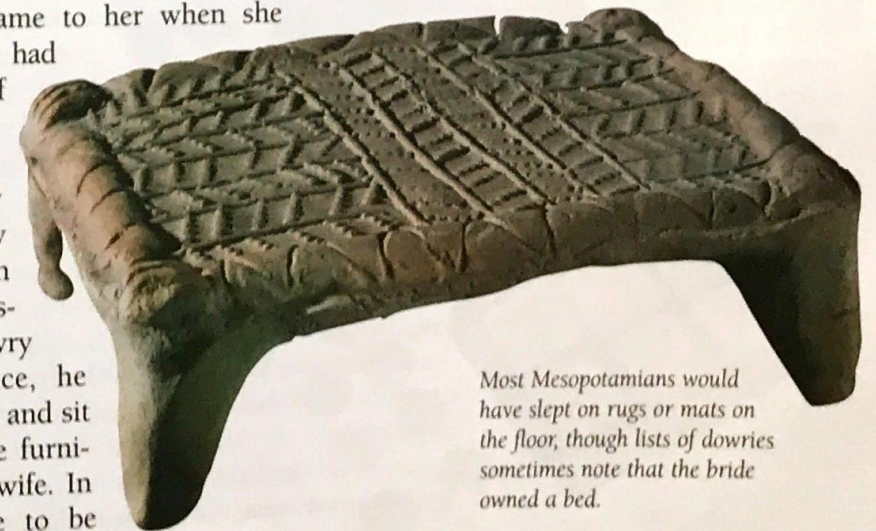 ame to her when she
had
f
y
n
s-
wry
ce, he
and sit
e furni-
wife. In
e to be
Most Mesopotamians would
have slept on rugs or mats on
the floor, though lists of dowries
sometimes note that the bride
owned a bed.